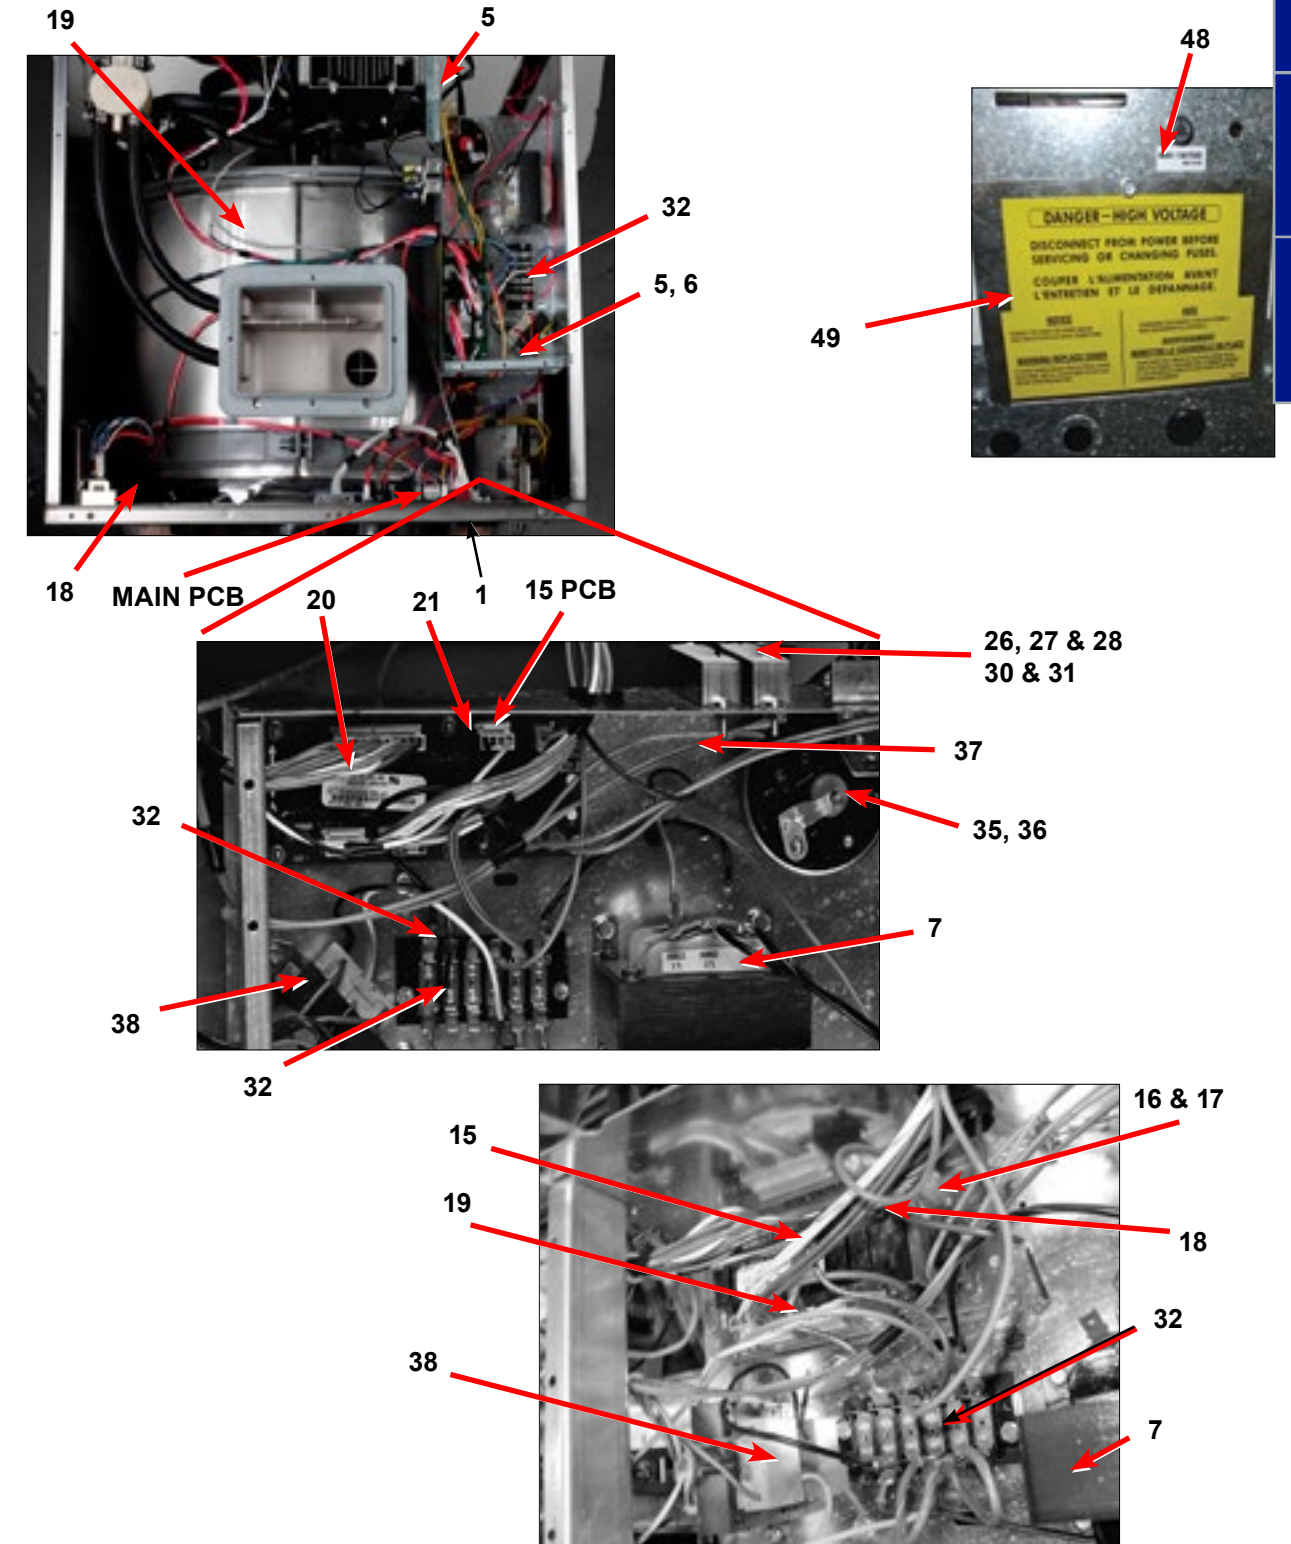 19
5
48
32
5, 6
DANGER—HIGH VOLTAGE
DISCONNECT FROM POWER BEFORE
SERVICING OR CHANGING FUSES.
COUPER L'ALIMENTATION AVANT
L'ENTRETIEN ET LE DEPANNAGE.
49
18
MAIN PCB
1
15 PCB
20
21
26, 27 & 28
30 & 31
37
32
35, 36
7
38
32
16 & 17
15
19
18
32
38
7